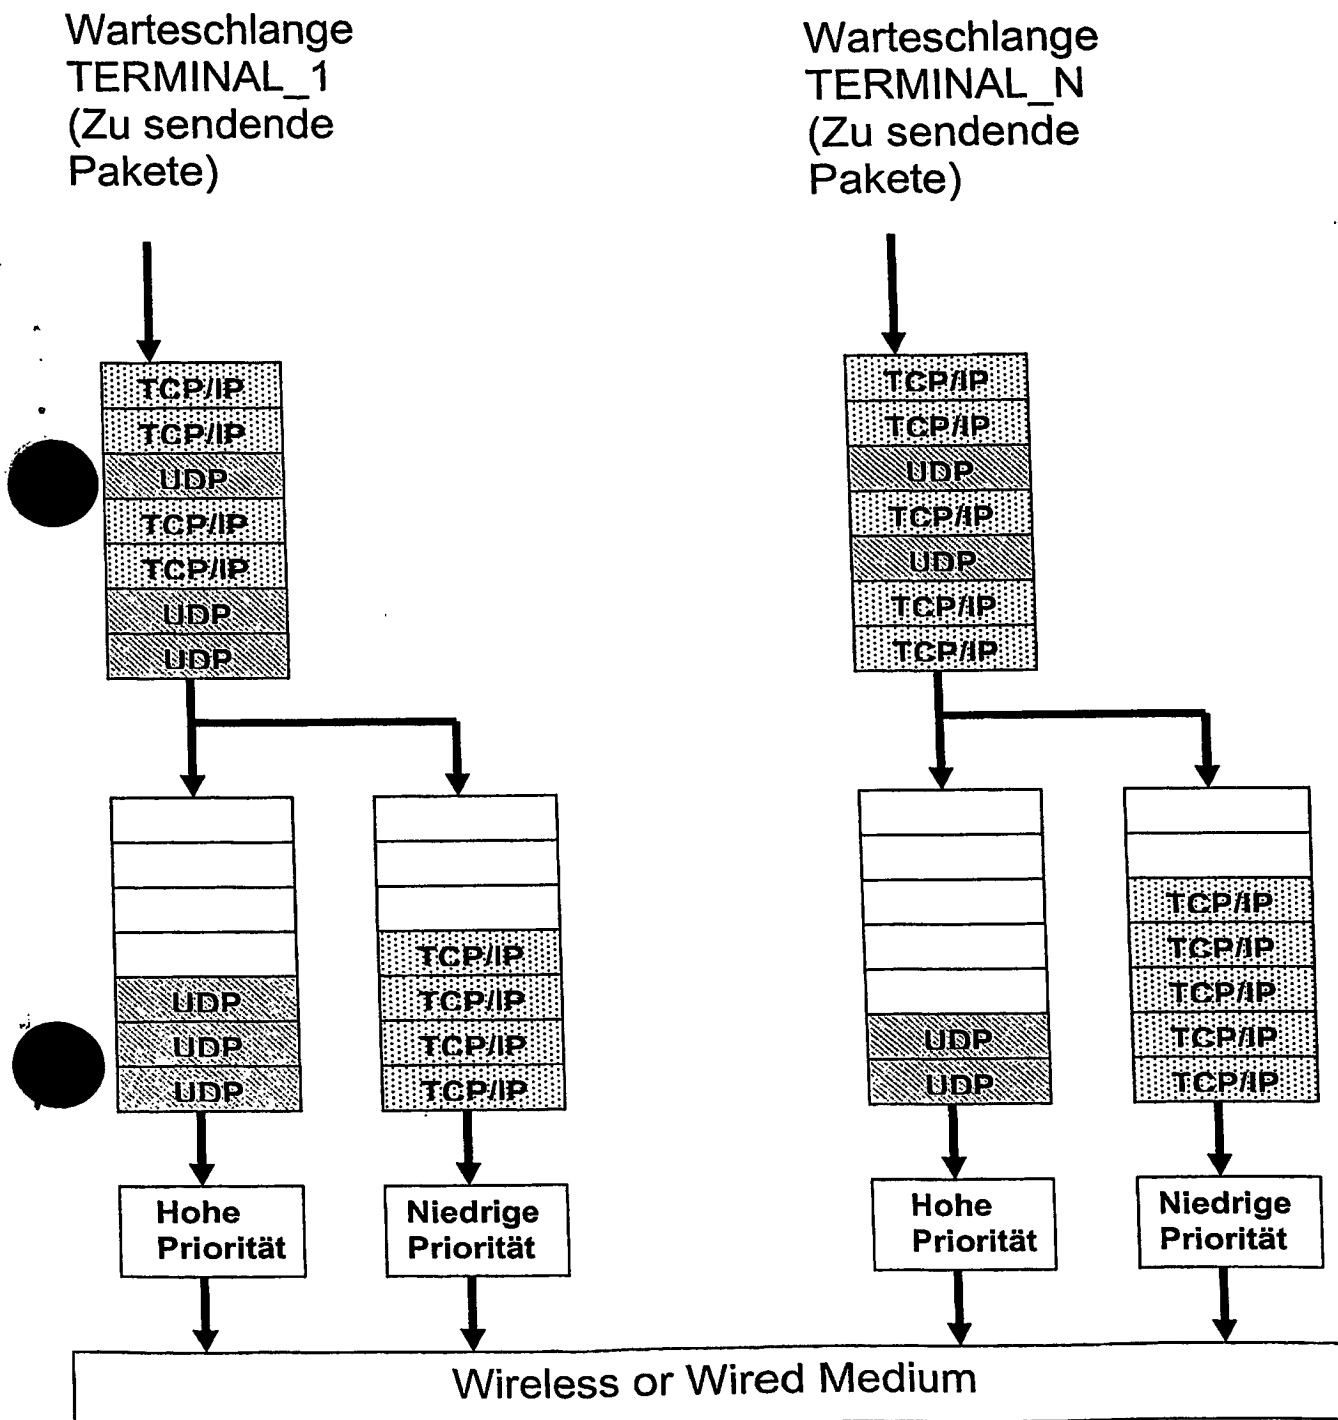 Warteschlange
TERMINAL_1
(Zu sendende
Pakete)
Warteschlange
TERMINAL_N
(Zu sendende
Pakete)
TCP/IP
TCP/IP
UDP
TCP/IP
TCP/IP
UDP
UDP
TCP/IP
TCP/IP
UDP
TCP/IP
UDP
TCP/IP
TCP/IP
UDP
UDP
UDP
TCP/IP
TCP/IP
TCP/IP
TCP/IP
UDP
UDP
TCP/IP
TCP/IP
TCP/IP
TCP/IP
TCP/IP
Hohe
Priorität
Niedrige
Priorität
Hohe
Priorität
Niedrige
Priorität
Wireless or Wired Medium